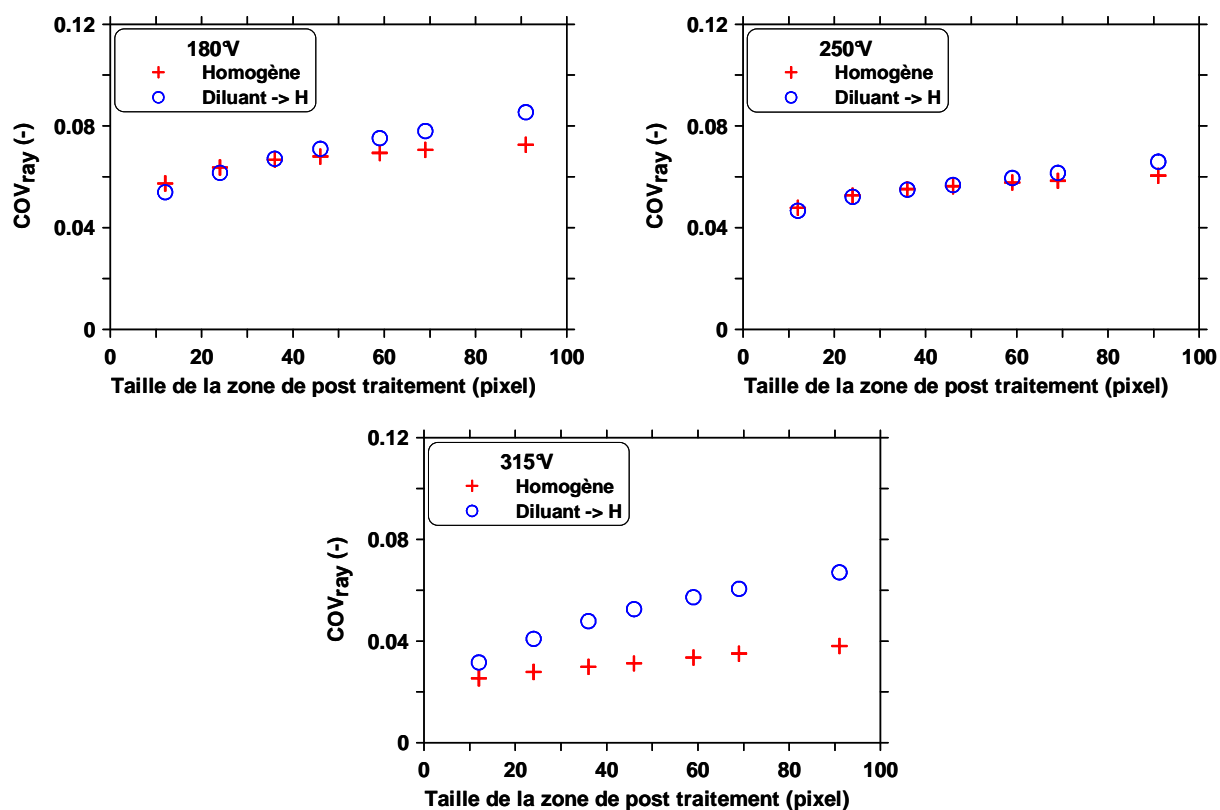 0.12
0.08
0.04
0
COVray (-)
180°V
Homogène
Diluant -> H
0 20 40 60 80 100
Taille de la zone de post traitement (pixel)
0.12
0.08
0.04
0
COVray (-)
250°V
Homogène
Diluant -> H
0 20 40 60 80 100
Taille de la zone de post traitement (pixel)
0.12
0.08
0.04
0
COVray (-)
315°V
Homogène
Diluant -> H
0 20 40 60 80 100
Taille de la zone de post traitement (pixel)